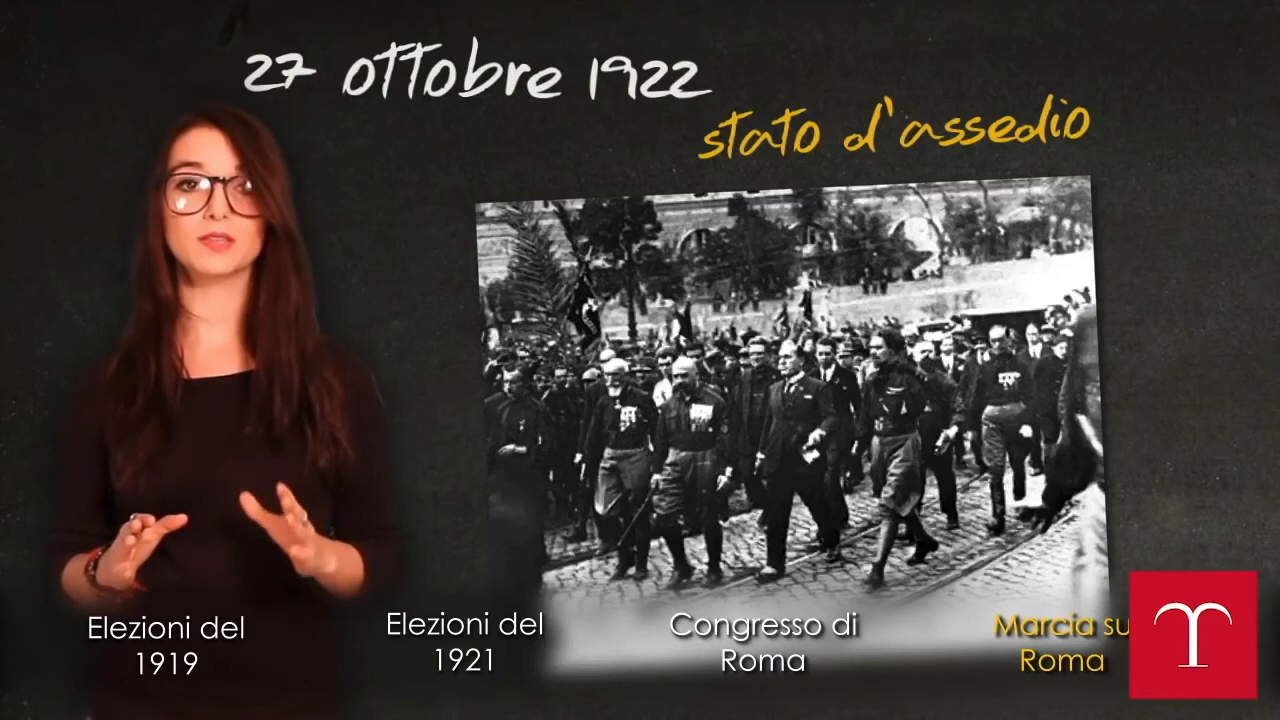 27 ottobre 1922
stato d'assedio
Elezioni del
1919
Elezioni del
1921
Congresso di
Roma
Marcia su
Roma